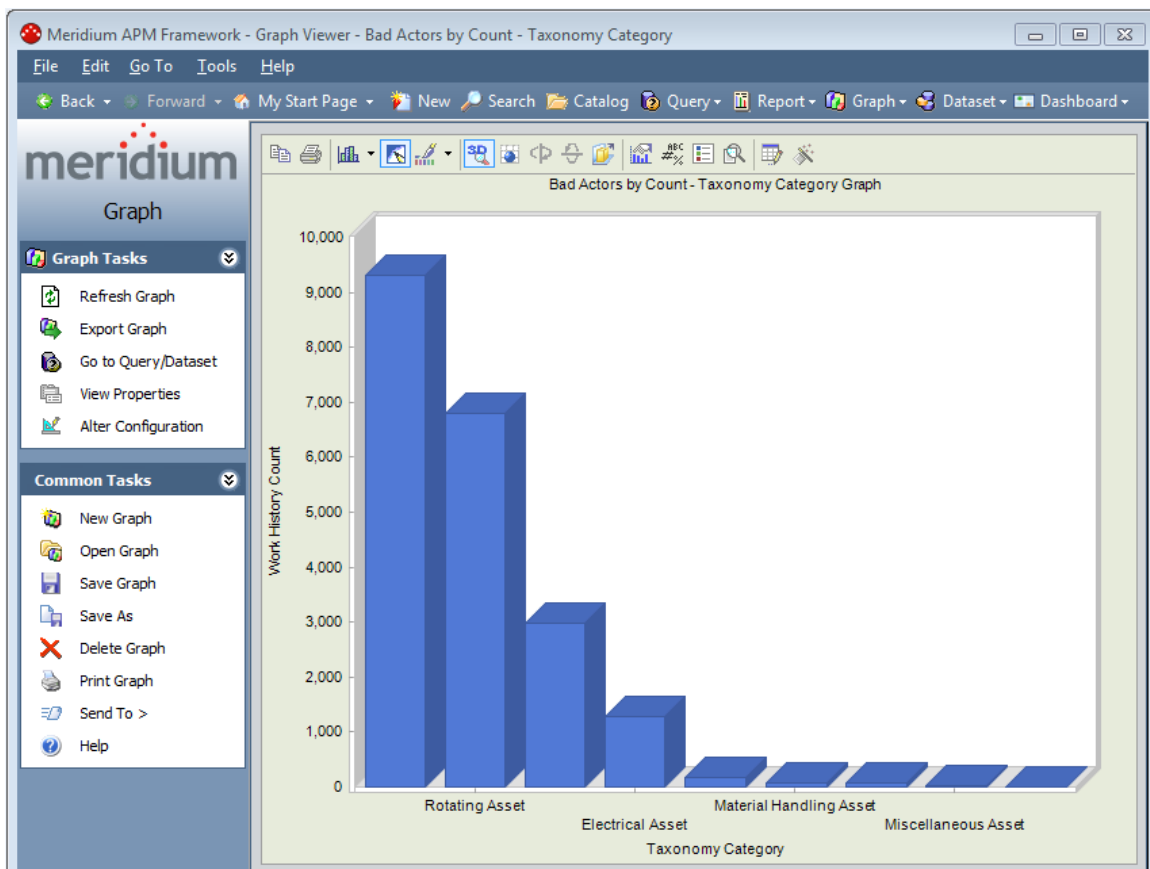 Meridium APM Framework - Graph Viewer - Bad Actors by Count - Taxonomy Category
File Edit Go To Tools Help
Back Forward My Start Page New Search Catalog Query Report Graph Dataset Dashboard
meridium
Graph
Graph Tasks
Refresh Graph
Export Graph
Go to Query/Dataset
View Properties
Alter Configuration
Common Tasks
New Graph
Open Graph
Save Graph
Save As
Delete Graph
Print Graph
Send To >
Help
3D
ABC
#%
Bad Actors by Count - Taxonomy Category Graph
10,000
9,000
8,000
7,000
6,000
5,000
4,000
3,000
2,000
1,000
0
Work History Count
Rotating Asset
Material Handling Asset
Electrical Asset
Miscellaneous Asset
Taxonomy Category